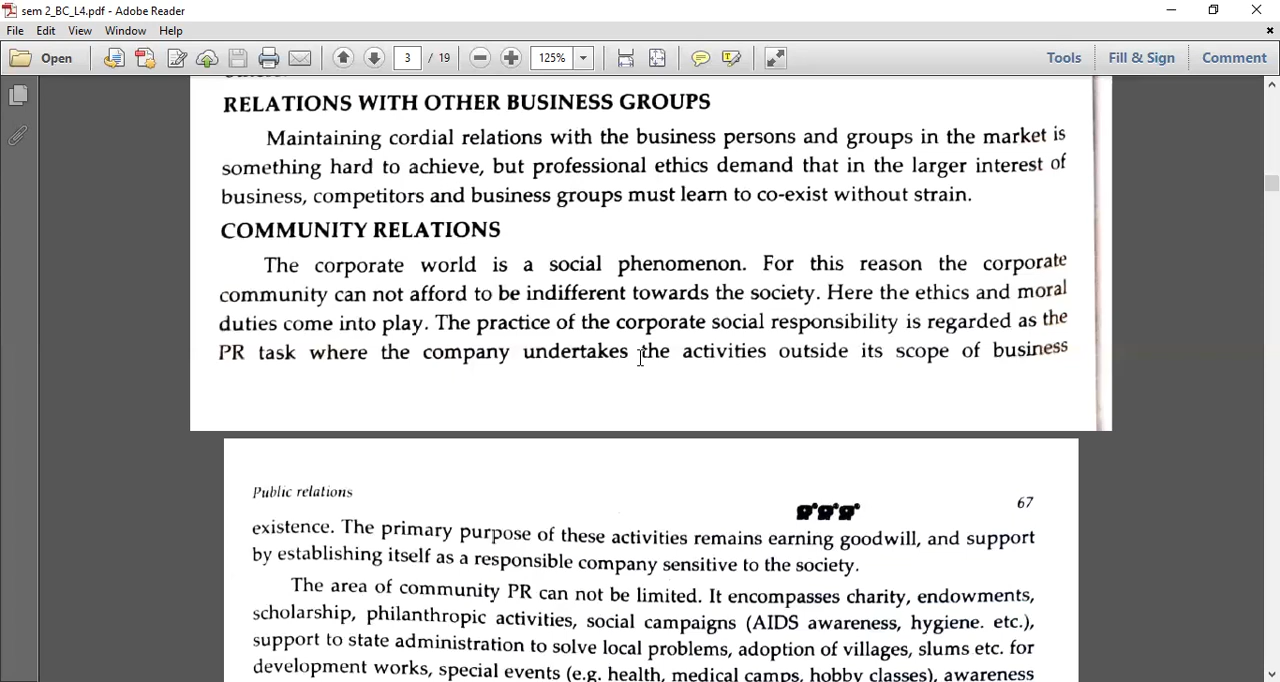 sem 2_BC_L4.pdf - Adobe Reader
File Edit View Window Help
Open 3 / 19 125% Tools Fill & Sign Comment
RELATIONS WITH OTHER BUSINESS GROUPS
Maintaining cordial relations with the business persons and groups in the market is
something hard to achieve, but professional ethics demand that in the larger interest of
business, competitors and business groups must learn to co-exist without strain.
COMMUNITY RELATIONS
The corporate world is a social phenomenon. For this reason the corporate
community can not afford to be indifferent towards the society. Here the ethics and moral
duties come into play. The practice of the corporate social responsibility is regarded as the
PR task where the company undertakes the activities outside its scope of business
Public relations 67
existence. The primary purpose of these activities remains earning goodwill, and support
by establishing itself as a responsible company sensitive to the society.
The area of community PR can not be limited. It encompasses charity, endowments,
scholarship, philanthropic activities, social campaigns (AIDS awareness, hygiene. etc.),
support to state administration to solve local problems, adoption of villages, slums etc. for
development works, special events (e.g. health, medical camps, hobby classes), awareness